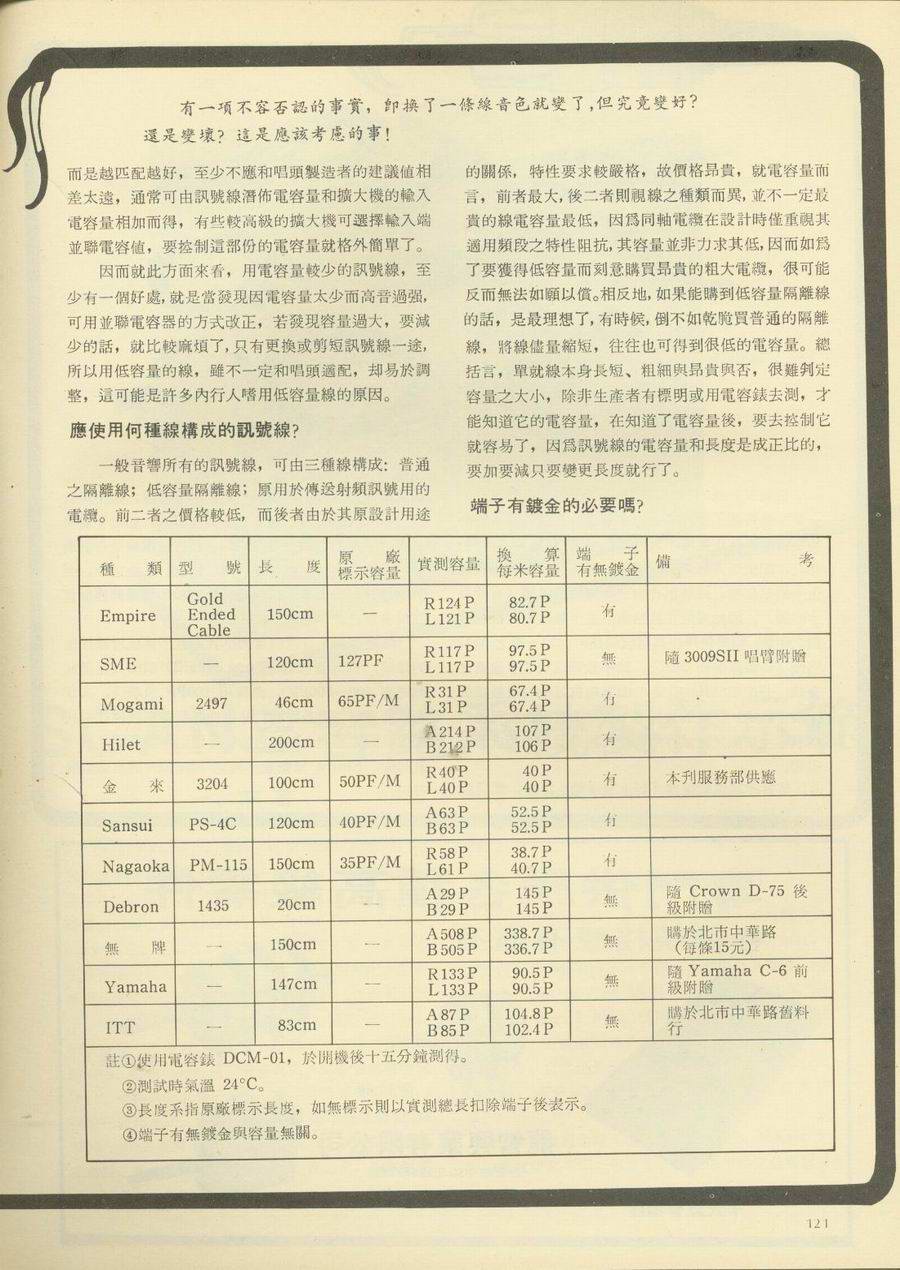 有一項不容否認的事實，卽換了一條線音色就變了，但究竟變好？
還是變壞？這是應該考慮的事！
而是越匹配越好，至少不應和唱頭製造者的建議值相
差太遠，通常可由訊號線潛佈電容量和擴大機的輸入
電容量相加而得，有些較高級的擴大機可選擇輸入端
並聯電容値，要控制這部份的電容量就格外簡單了。
因而就此方面來看，用電容量較少的訊號線，至
少有一個好處，就是當發現因電容量太少而高音過强，
可用並聯電容器的方式改正，若發現容量過大，要減
少的話，就比較麻煩了，只有更換或剪短訊號線一途，
所以用低容量的線，雖不一定和唱頭適配，却易於調
整，這可能是許多內行人嗜用低容量線的原因。
應使用何種線構成的訊號線？
一般音響所有的訊號線，可由三種線構成：普通
之隔離線；低容量隔離線；原用於傳送射頻訊號用的
電纜。前二者之價格較低，而後者由於其原設計用途
的關係，特性要求較嚴格，故價格昂貴，就電容量而
言，前者最大，後二者則視線之種類而異，並不一定最
貴的線電容量最低，因爲同軸電纜在設計時僅重視其
適用頻段之特性阻抗，其容量並非力求其低，因而如爲
了要獲得低容量而刻意購買昂貴的粗大電纜，很可能
反而無法如願以償。相反地，如果能購到低容量隔離線
的話，是最理想了，有時候，倒不如乾脆買普通的隔離
線，將線儘量縮短，往往也可得到很低的電容量。總
括言，單就線本身長短、粗細與昂貴與否，很難判定
容量之大小，除非生產者有標明或用電容錶去測，才
能知道它的電容量，在知道了電容量後，要去控制它
就容易了，因爲訊號線的電容量和長度是成正比的，
要加要減只要變更長度就行了。
端子有鍍金的必要嗎？
種類 型號 長度 原廠標示容量 實測容量 換算每米容量 端子有無鍍金 備考
Empire Gold Ended Cable 150cm — R124P L121P 82.7P 80.7P 有
SME — 120cm 127PF R117P L117P 97.5P 97.5P 無 隨 3009SII 唱臂附贈
Mogami 2497 46cm 65PF/M R31P L31P 67.4P 67.4P 有
Hilet — 200cm — A214P B212P 107P 106P 有
金來 3204 100cm 50PF/M R40P L40P 40P 40P 有 本刋服務部供應
Sansui PS-4C 120cm 40PF/M A63P B63P 52.5P 52.5P 有
Nagaoka PM-115 150cm 35PF/M R58P L61P 38.7P 40.7P 有
Debron 1435 20cm — A29P B29P 145P 145P 無 隨 Crown D-75 後級附贈
無牌 — 150cm — A508P B505P 338.7P 336.7P 無 購於北市中華路（每條15元）
Yamaha — 147cm — R133P L133P 90.5P 90.5P 無 隨 Yamaha C-6 前級附贈
ITT — 83cm — A87P B85P 104.8P 102.4P 無 購於北市中華路舊料行
註①使用電容錶 DCM-01，於開機後十五分鐘測得。
②測試時氣溫 24°C。
③長度系指原廠標示長度，如無標示則以實測總長扣除端子後表示。
④端子有無鍍金與容量無關。
121